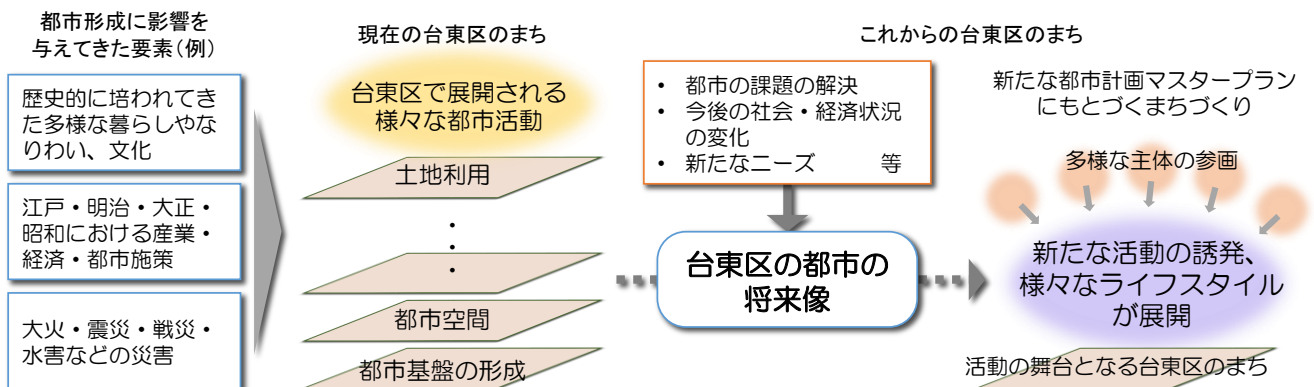 都市形成に影響を
与えてきた要素（例）
歴史的に培われてき
た多様な暮らしやな
りわい、文化
江戸・明治・大正・
昭和における産業・
経済・都市施策
大火・震災・戦災・
水害などの災害
現在の台東区のまち
台東区で展開される
様々な都市活動
土地利用
・
・
・
都市空間
都市基盤の形成
これからの台東区のまち
・ 都市の課題の解決
・ 今後の社会・経済状況
の変化
・ 新たなニーズ 等
台東区の都市の
将来像
新たな都市計画マスタープラン
にもとづくまちづくり
多様な主体の参画
新たな活動の誘発、
様々なライフスタイル
が展開
活動の舞台となる台東区のまち